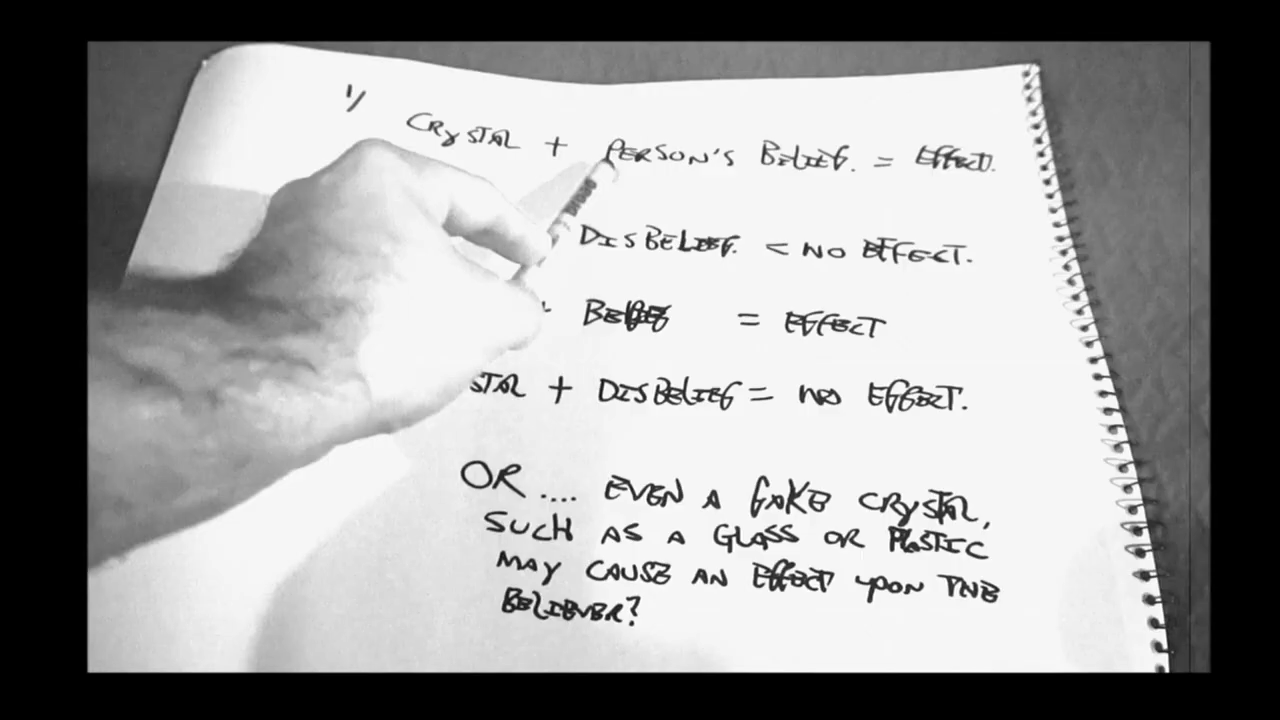 1/ CRYSTAL + PERSON'S BELIEF. = EFFECT.
DISBELIEF. < NO EFFECT.
= EFFECT
STAL + DISBELIEF = NO EFFECT.
OR .... EVEN A FAKE CRYSTAL,
SUCH AS A GLASS OR PLASTIC
MAY CAUSE AN EFFECT UPON THE
BELIEVER?